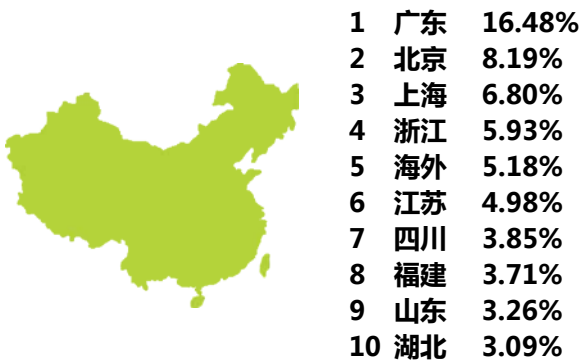 1 广东 16.48%
2 北京 8.19%
3 上海 6.80%
4 浙江 5.93%
5 海外 5.18%
6 江苏 4.98%
7 四川 3.85%
8 福建 3.71%
9 山东 3.26%
10 湖北 3.09%